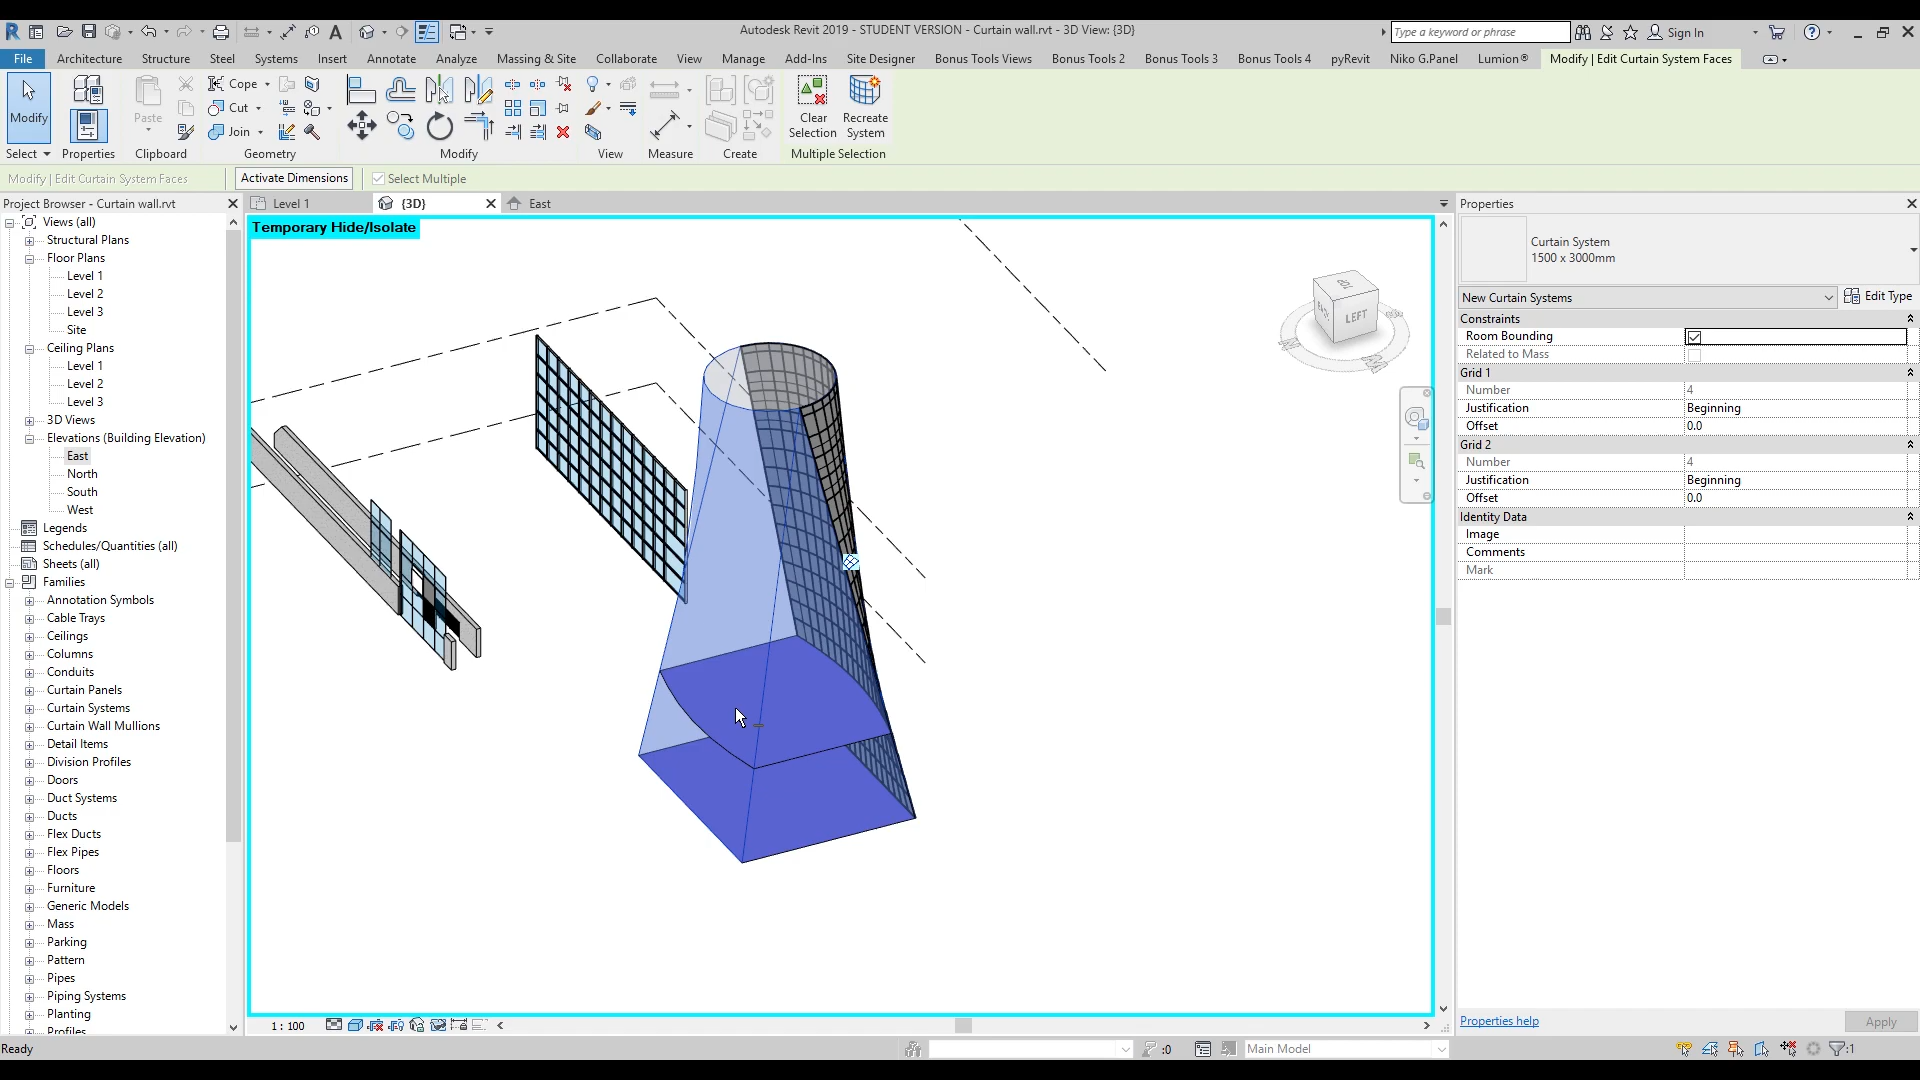 Autodesk Revit 2019 - STUDENT VERSION - Curtain wall.rvt - 3D View: {3D}
Type a keyword or phrase
Sign In
File Architecture Structure Steel Systems Insert Annotate Analyze Massing & Site Collaborate View Manage Add-Ins Site Designer Bonus Tools Views Bonus Tools 2 Bonus Tools 3 Bonus Tools 4 pyRevit Niko G.Panel Lumion® Modify | Edit Curtain System Faces
Modify
Paste
Cope
Cut
Join
Clear Selection
Recreate System
Select Properties Clipboard Geometry Modify View Measure Create Multiple Selection
Modify | Edit Curtain System Faces
Activate Dimensions
Select Multiple
Project Browser - Curtain wall.rvt
Level 1
{3D}
East
Properties
Views (all)
Structural Plans
Floor Plans
Level 1
Level 2
Level 3
Site
Ceiling Plans
Level 1
Level 2
Level 3
3D Views
Elevations (Building Elevation)
East
North
South
West
Legends
Schedules/Quantities (all)
Sheets (all)
Families
Annotation Symbols
Cable Trays
Ceilings
Columns
Conduits
Curtain Panels
Curtain Systems
Curtain Wall Mullions
Detail Items
Division Profiles
Doors
Duct Systems
Ducts
Flex Ducts
Flex Pipes
Floors
Furniture
Generic Models
Mass
Parking
Pattern
Pipes
Piping Systems
Planting
Profiles
Temporary Hide/Isolate
TOP
LEFT
Curtain System
1500 x 3000mm
New Curtain Systems
Edit Type
Constraints
Room Bounding
Related to Mass
Grid 1
Number 4
Justification Beginning
Offset 0.0
Grid 2
Number 4
Justification Beginning
Offset 0.0
Identity Data
Image
Comments
Mark
Properties help
Apply
1 : 100
Ready
:0
Main Model
:1